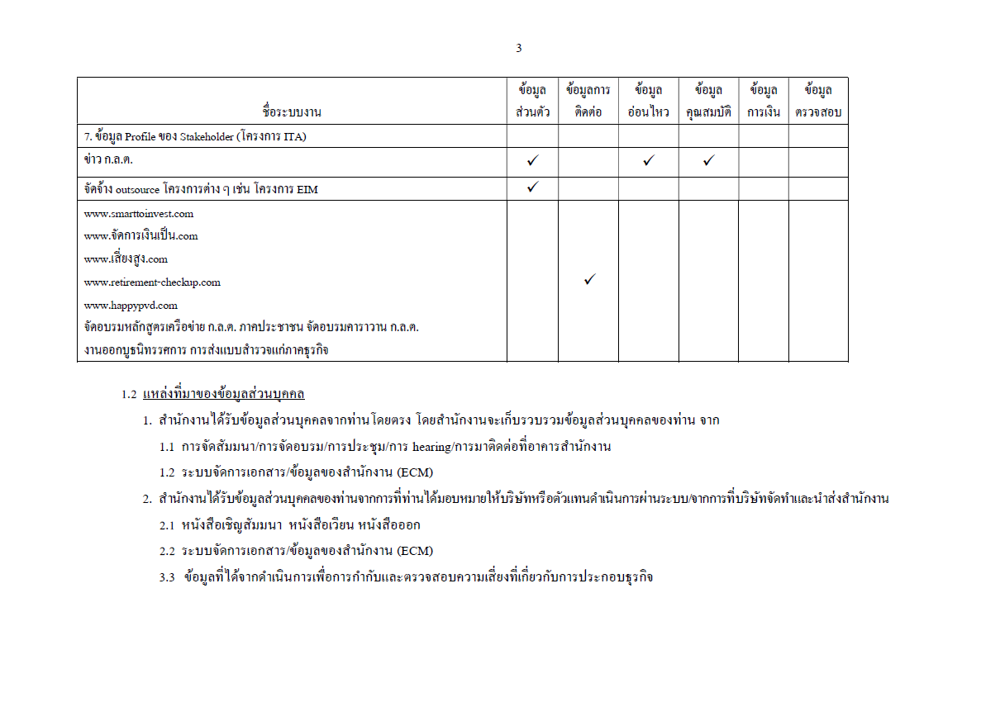 3
ชื่อระบบงาน ข้อมูลส่วนตัว ข้อมูลการติดต่อ ข้อมูลอ่อนไหว ข้อมูลคุณสมบัติ ข้อมูลการเงิน ข้อมูลตรวจสอบ
7. ข้อมูล Profile ของ Stakeholder (โครงการ ITA)
ข่าว ก.ล.ต. ✓ ✓ ✓
จัดจ้าง outsource โครงการต่าง ๆ เช่น โครงการ EIM ✓
www.smarttoinvest.com
www.จัดการเงินเป็น.com
www.เสี่ยงสูง.com
www.retirement-checkup.com ✓
www.happypvd.com
จัดอบรมหลักสูตรเครือข่าย ก.ล.ต. ภาคประชาชน จัดอบรมคาราวาน ก.ล.ต.
งานออกบูธนิทรรศการ การส่งแบบสำรวจแก่ภาคธุรกิจ
1.2 แหล่งที่มาของข้อมูลส่วนบุคคล
1. สำนักงานได้รับข้อมูลส่วนบุคคลจากท่านโดยตรง โดยสำนักงานจะเก็บรวบรวมข้อมูลส่วนบุคคลของท่าน จาก
1.1 การจัดสัมมนา/การจัดอบรม/การประชุม/การ hearing/การมาติดต่อที่อาคารสำนักงาน
1.2 ระบบจัดการเอกสาร/ข้อมูลของสำนักงาน (ECM)
2. สำนักงานได้รับข้อมูลส่วนบุคคลของท่านจากการที่ท่านได้มอบหมายให้บริษัทหรือตัวแทนดำเนินการผ่านระบบ/จากการที่บริษัทจัดทำและนำส่งสำนักงาน
2.1 หนังสือเชิญสัมมนา หนังสือเวียน หนังสือออก
2.2 ระบบจัดการเอกสาร/ข้อมูลของสำนักงาน (ECM)
3.3 ข้อมูลที่ได้จากดำเนินการเพื่อการกำกับและตรวจสอบความเสี่ยงที่เกี่ยวกับการประกอบธุรกิจ